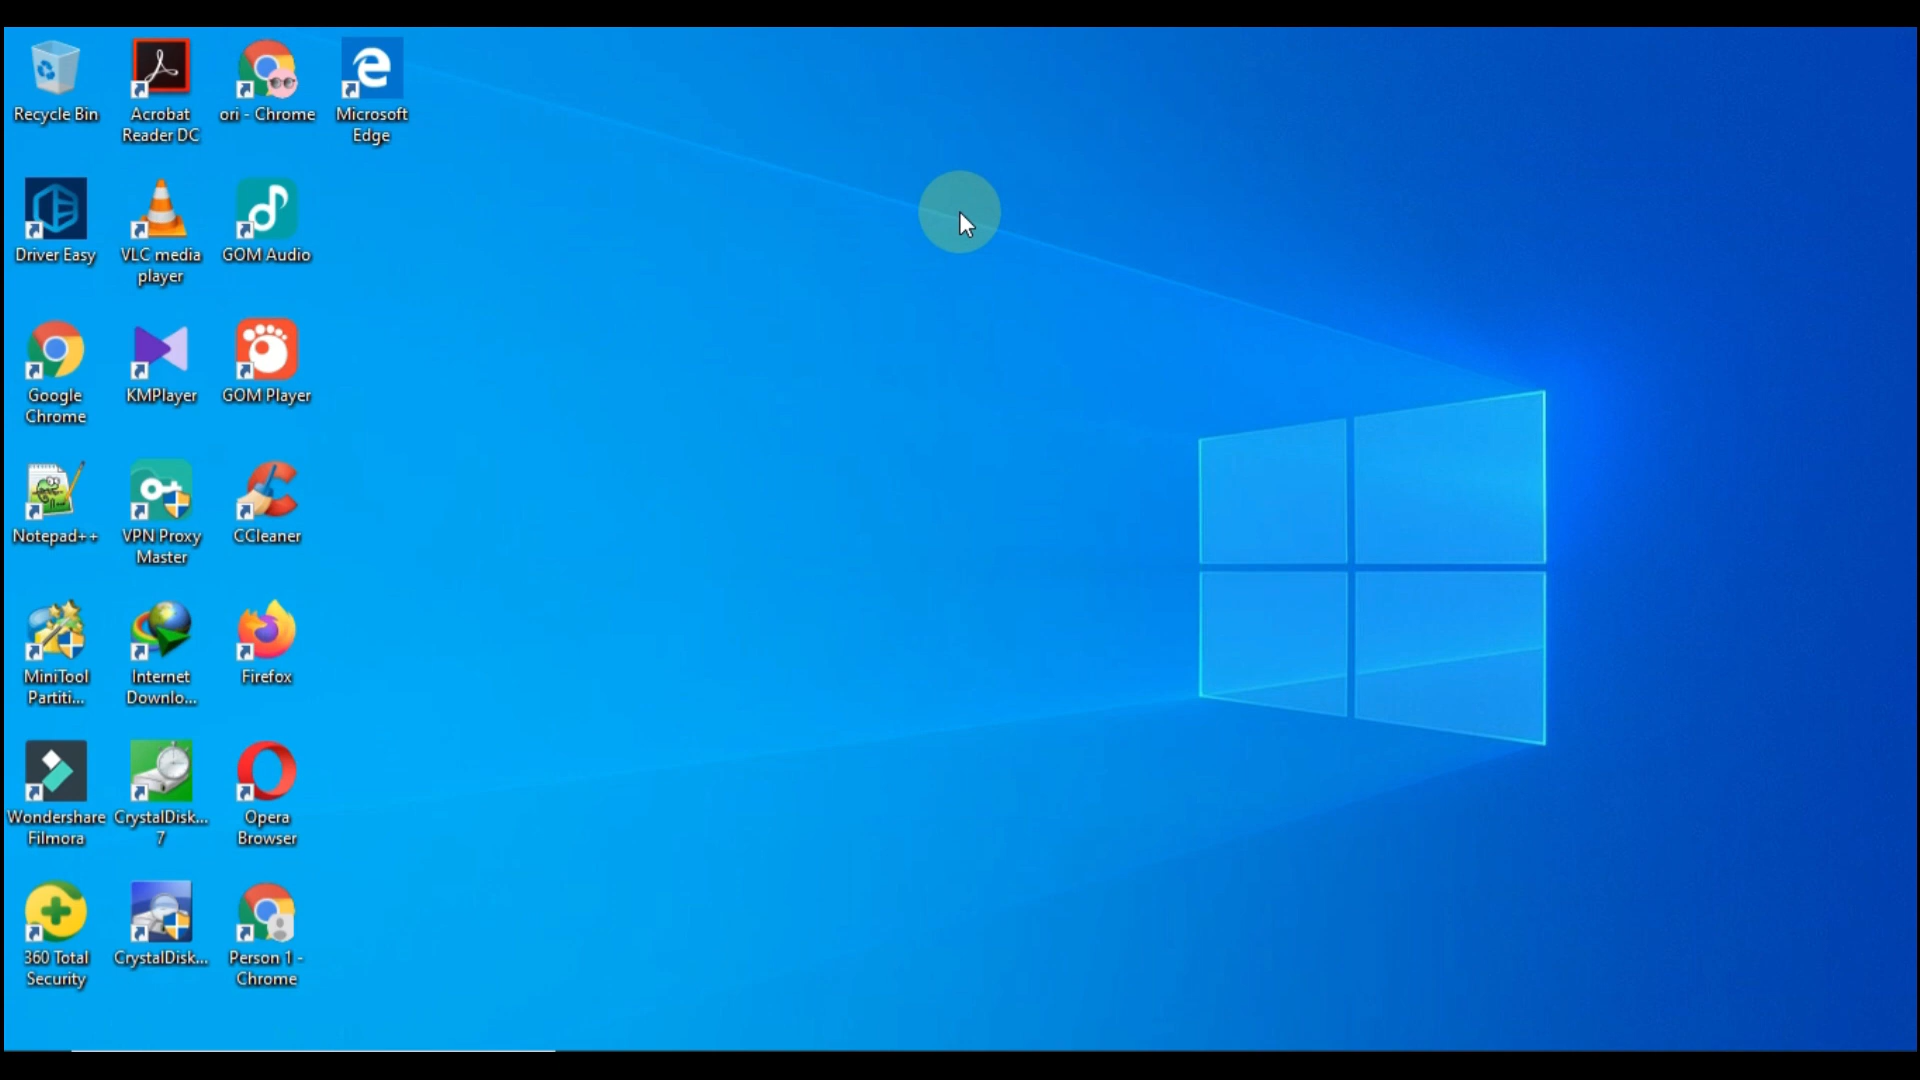 Recycle Bin
Acrobat
Reader DC
ori - Chrome
Microsoft
Edge
Driver Easy
VLC media
player
GOM Audio
Google
Chrome
KMPlayer
GOM Player
Notepad++
VPN Proxy
Master
CCleaner
MiniTool
Partiti...
Internet
Downlo...
Firefox
Wondershare
Filmora
CrystalDisk...
7
Opera
Browser
360 Total
Security
CrystalDisk...
Person 1 -
Chrome